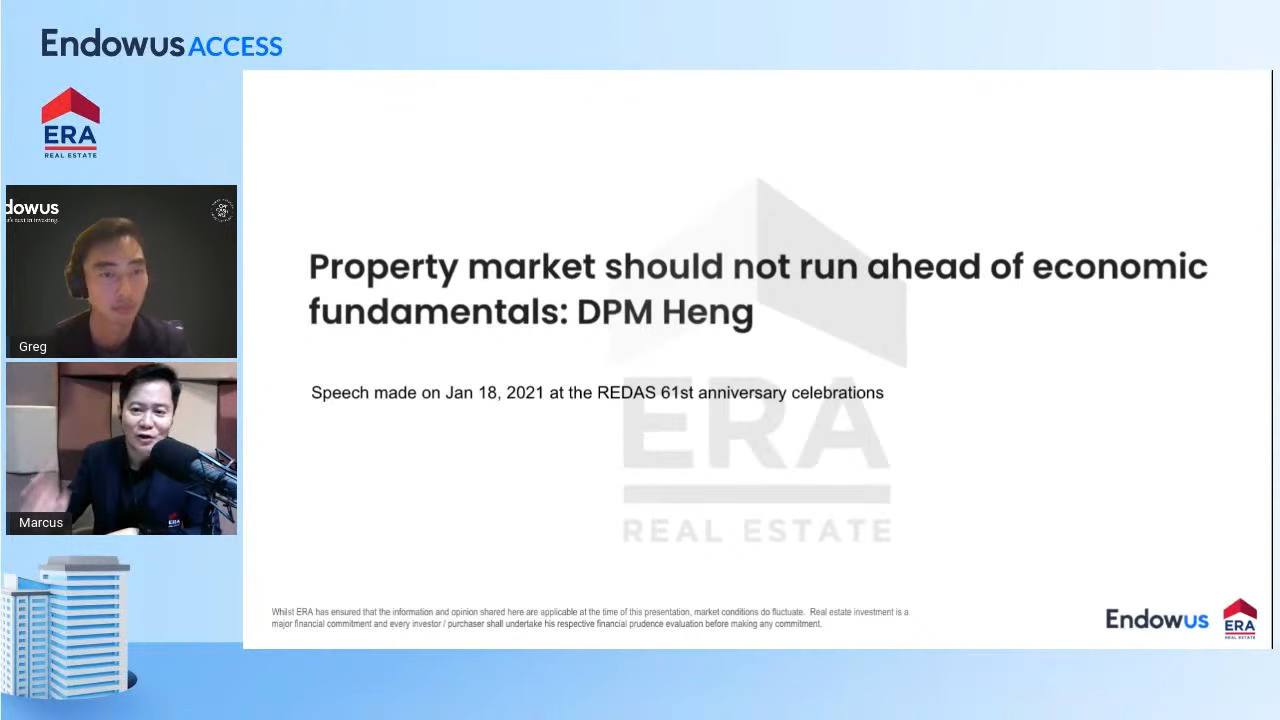 Endowus ACCESS
ERA
REAL ESTATE
dowus
Greg
Marcus
ERA
Property market should not run ahead of economic
fundamentals: DPM Heng
Speech made on Jan 18, 2021 at the REDAS 61st anniversary celebrations
ERA
REAL ESTATE
Whilst ERA has ensured that the information and opinion shared here are applicable at the time of this presentation, market conditions do fluctuate. Real estate investment is a
major financial commitment and every investor / purchaser shall undertake his respective financial prudence evaluation before making any commitment.
Endowus
ERA
REAL ESTATE